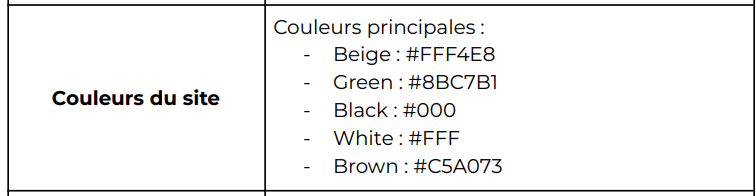 Couleurs du site
Couleurs principales :
- Beige : #FFF4E8
- Green : #8BC7B1
- Black : #000
- White : #FFF
- Brown : #C5A073